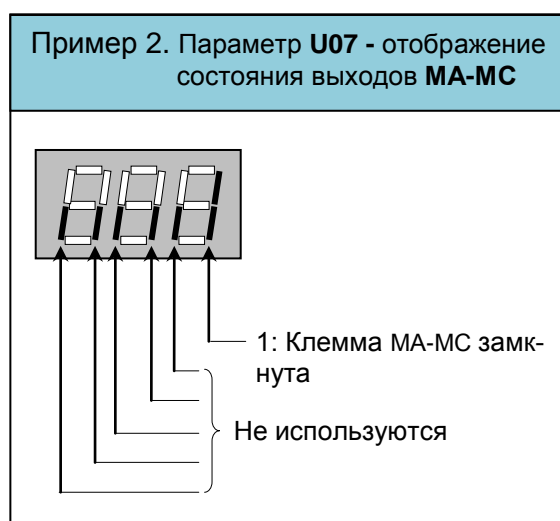 Пример 2. Параметр U07 - отображение
состояния выходов MA-MC
1: Клемма MA-MC замк-
нута
Не используются